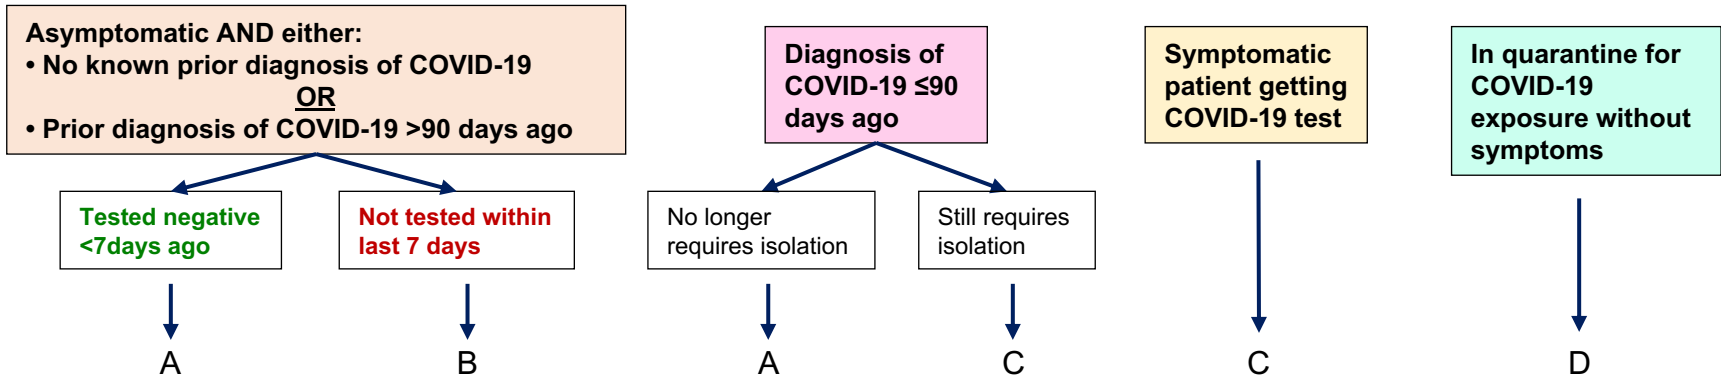 Asymptomatic AND either:
• No known prior diagnosis of COVID-19
OR
• Prior diagnosis of COVID-19 >90 days ago
Diagnosis of
COVID-19 ≤90
days ago
Symptomatic
patient getting
COVID-19 test
In quarantine for
COVID-19
exposure without
symptoms
Tested negative
<7days ago
Not tested within
last 7 days
No longer
requires isolation
Still requires
isolation
A
B
A
C
C
D